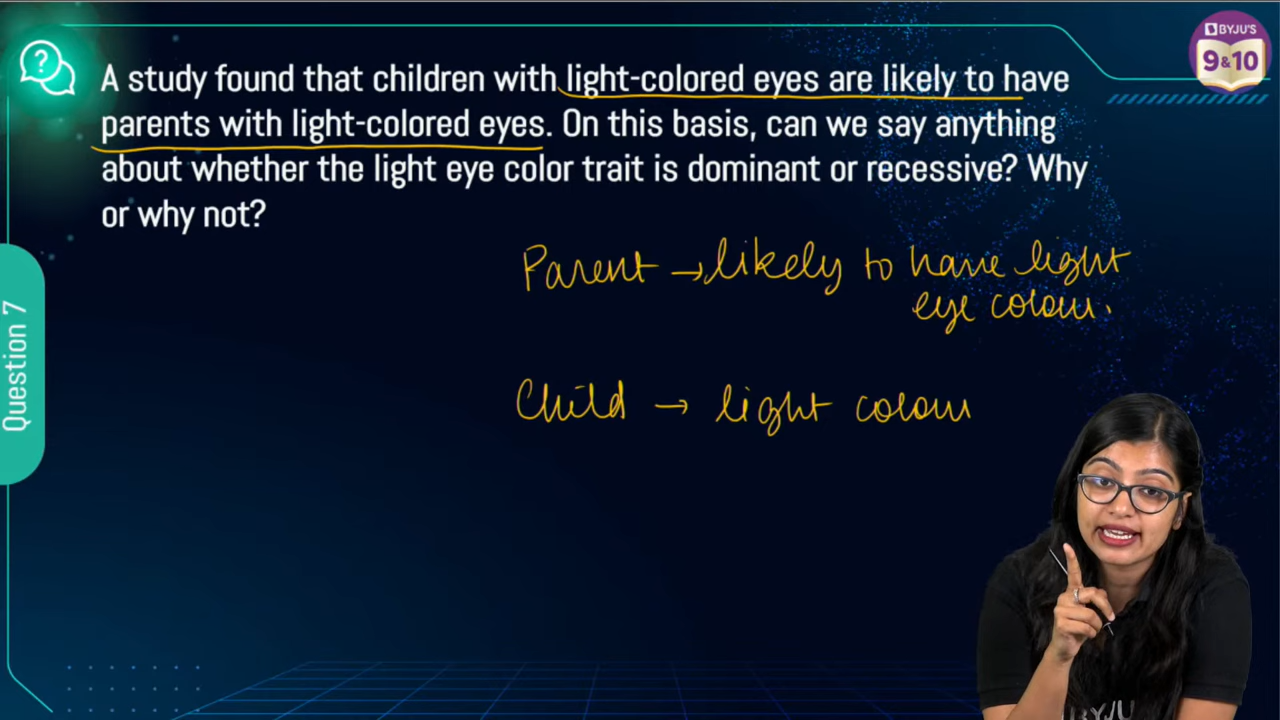 BYJU'S
9&10
?
A study found that children with light-colored eyes are likely to have
parents with light-colored eyes. On this basis, can we say anything
about whether the light eye color trait is dominant or recessive? Why
or why not?
Question 7
Parent → likely to have light
eye colour.
Child → light colour
BYJU